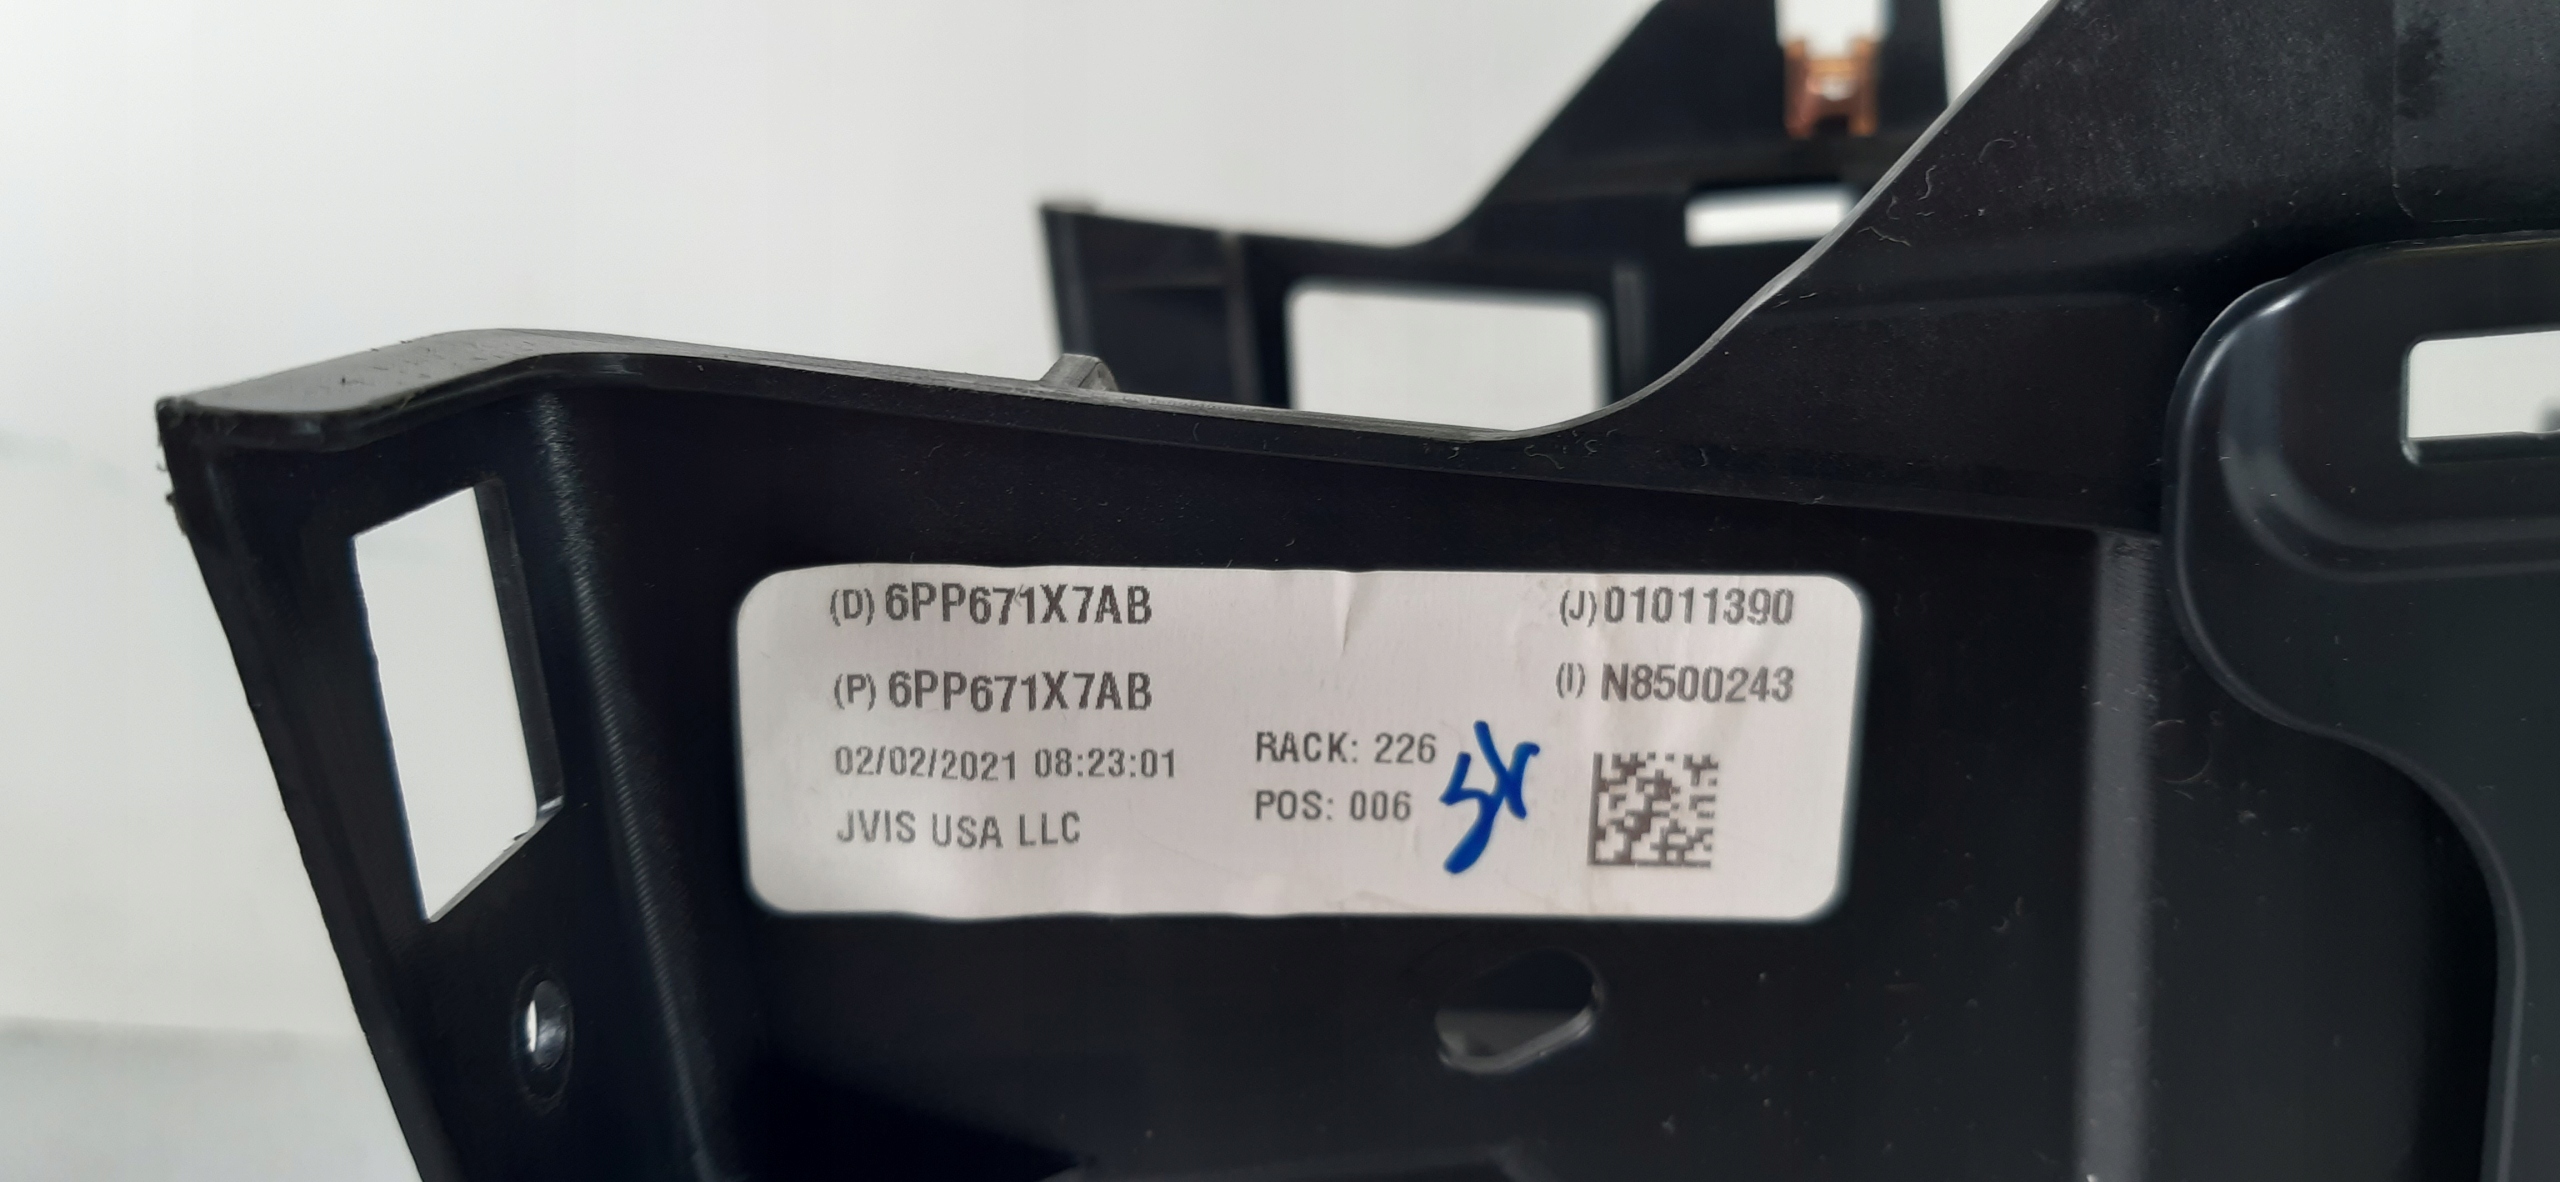 (D) 6PP671X7AB
(J) 01011390
(P) 6PP671X7AB
(I) N8500243
02/02/2021 08:23:01
RACK: 226
POS: 006
JVIS USA LLC